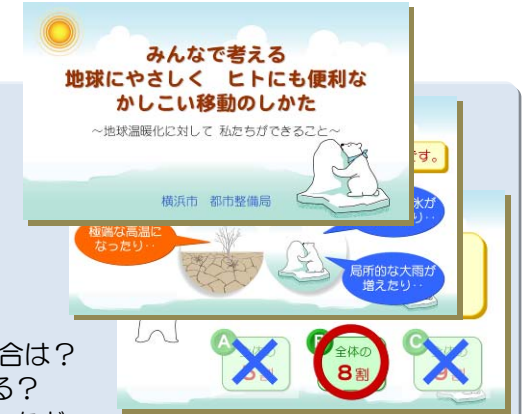 みんなで考える
地球にやさしく ヒトにも便利な
かしこい移動のしかた
～地球温暖化に対して 私たちができること～
横浜市 都市整備局
です。
極端な高温に
なったり‥
氷が
局所的な大雨が
増えたり‥
合は？
る？
A
B
全体の
8割
C